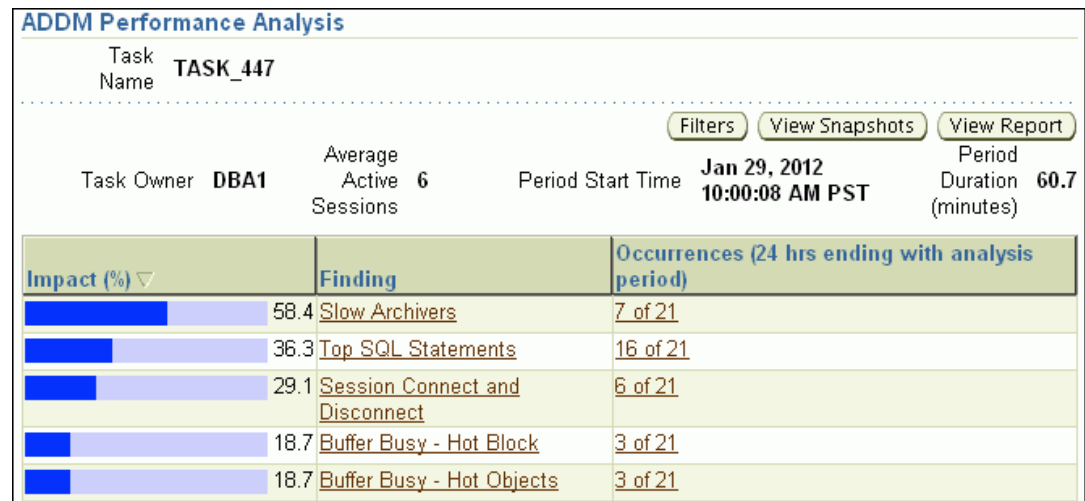 ADDM Performance Analysis
Task
Name TASK_447
Filters View Snapshots View Report
Task Owner DBA1
Average
Active 6
Sessions
Period Start Time Jan 29, 2012
10:00:08 AM PST
Period
Duration 60.7
(minutes)
Impact (%) Finding Occurrences (24 hrs ending with analysis
period)
58.4 Slow Archivers 7 of 21
36.3 Top SQL Statements 16 of 21
29.1 Session Connect and 6 of 21
Disconnect
18.7 Buffer Busy - Hot Block 3 of 21
18.7 Buffer Busy - Hot Objects 3 of 21